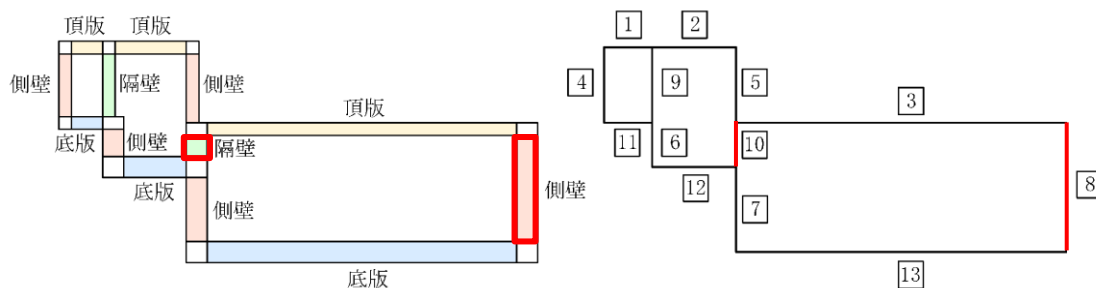 頂版 頂版
側壁 隔壁 側壁
頂版
底版 側壁 隔壁
底版 側壁
側壁
底版
1 2
4 9 5 3
11 6 10
12 7 8
13